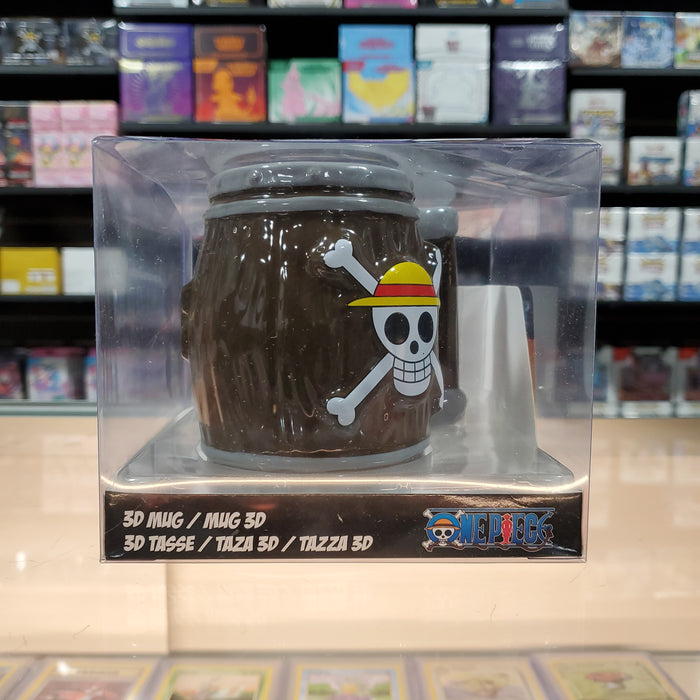 3D MUG / MUG 3D
3D TASSE / TAZA 3D / TAZZA 3D
ONE PIECE